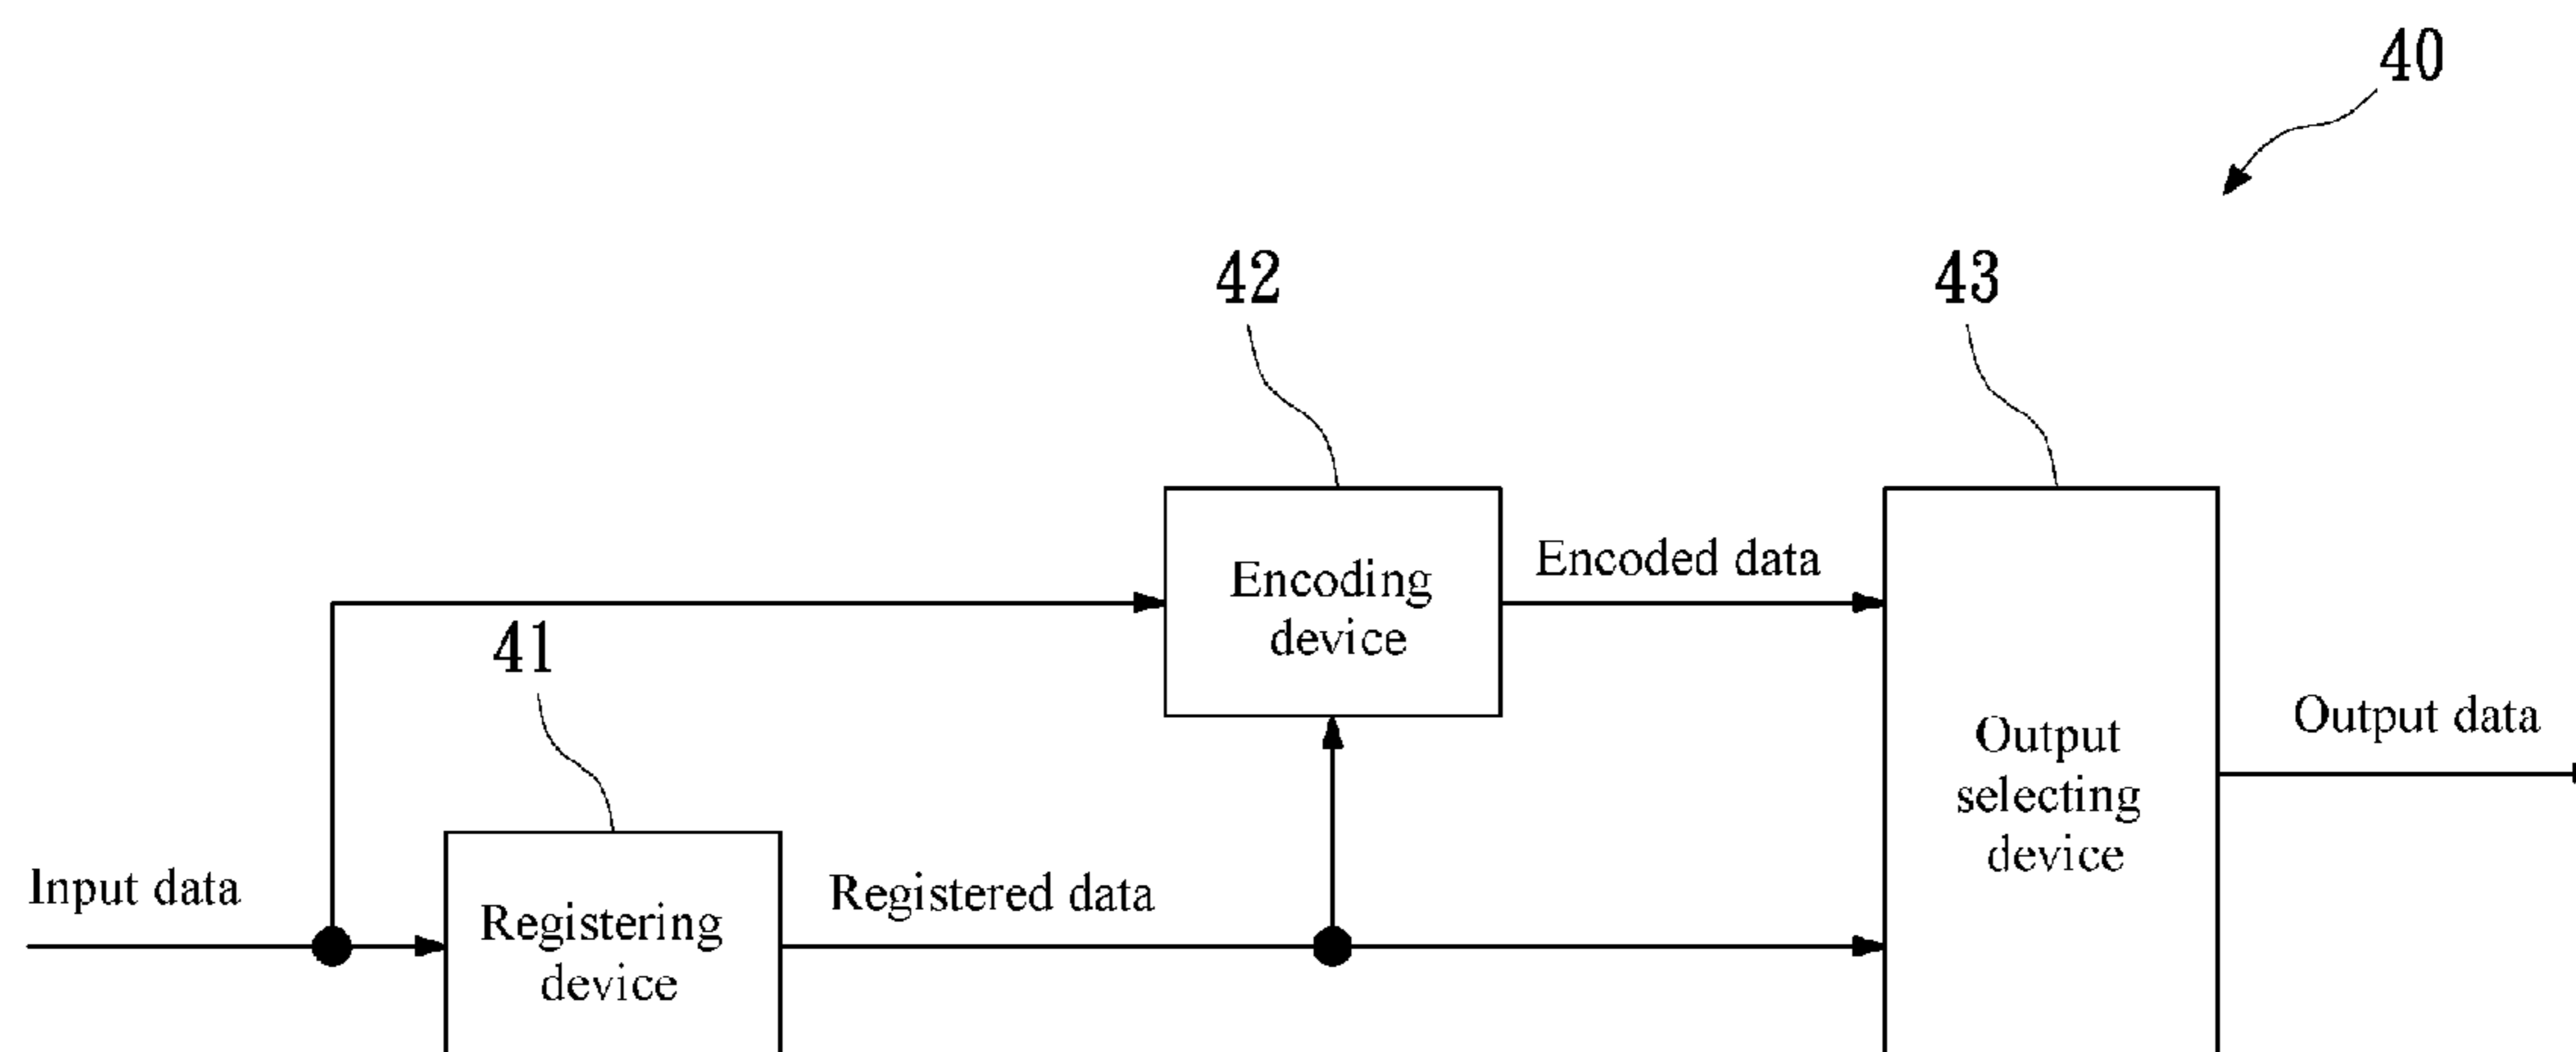 40
42
43
Encoding
device
Encoded data
41
Output
selecting
device
Output data
Input data
Registering
device
Registered data